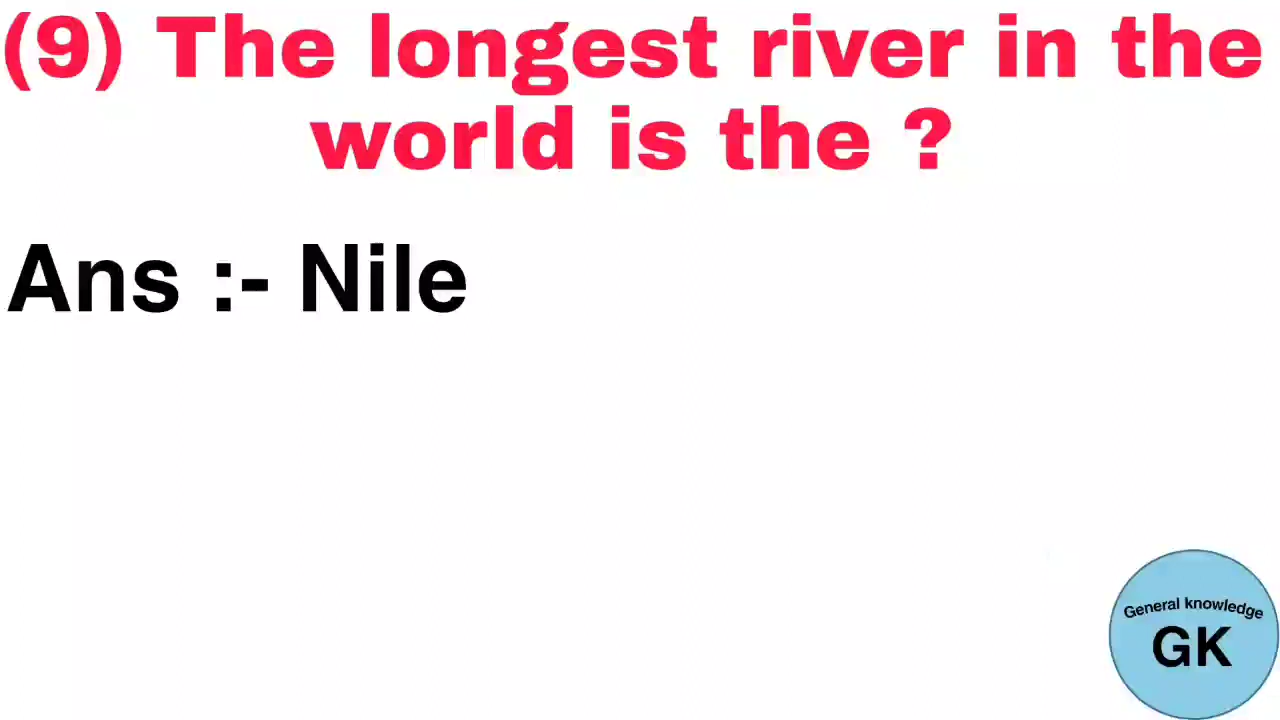 (9) The longest river in the
world is the ?
Ans :- Nile
General knowledge
GK